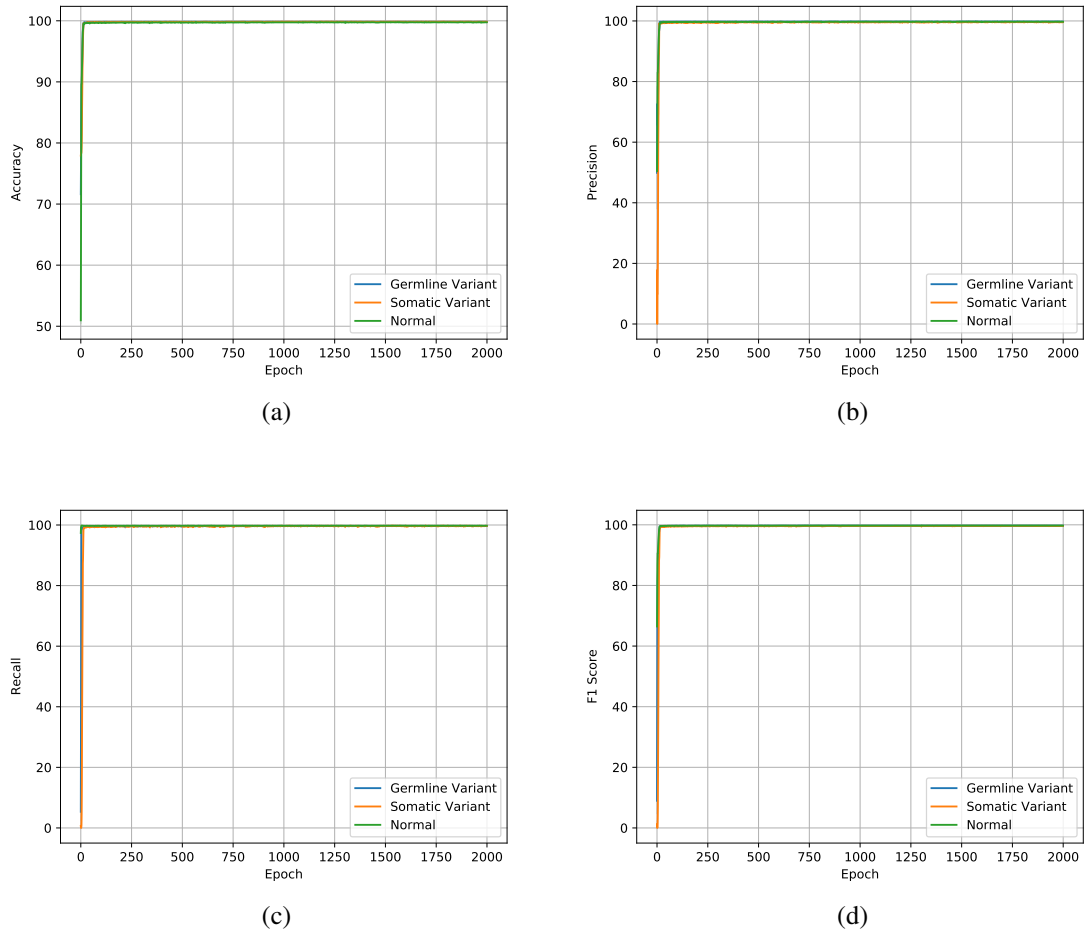 100
90
80
70
60
50
Accuracy
0 250 500 750 1000 1250 1500 1750 2000
Epoch
Germline Variant
Somatic Variant
Normal
(a)
100
80
60
40
20
0
Precision
0 250 500 750 1000 1250 1500 1750 2000
Epoch
Germline Variant
Somatic Variant
Normal
(b)
100
80
60
40
20
0
Recall
0 250 500 750 1000 1250 1500 1750 2000
Epoch
Germline Variant
Somatic Variant
Normal
(c)
100
80
60
40
20
0
F1 Score
0 250 500 750 1000 1250 1500 1750 2000
Epoch
Germline Variant
Somatic Variant
Normal
(d)